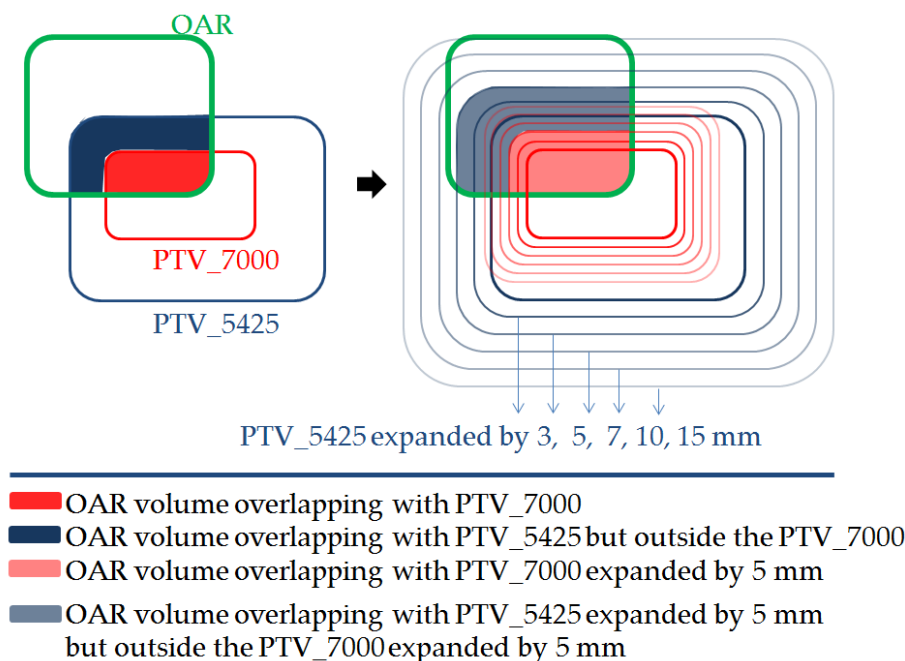 OAR
PTV_7000
PTV_5425
PTV_5425 expanded by 3, 5, 7, 10, 15 mm
OAR volume overlapping with PTV_7000
OAR volume overlapping with PTV_5425 but outside the PTV_7000
OAR volume overlapping with PTV_7000 expanded by 5 mm
OAR volume overlapping with PTV_5425 expanded by 5 mm
but outside the PTV_7000 expanded by 5 mm